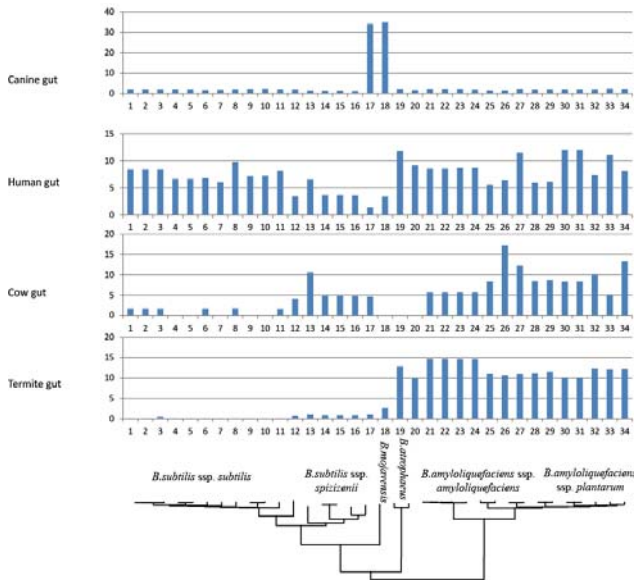 40
30
20
10
0
Canine gut
1 2 3 4 5 6 7 8 9 10 11 12 13 14 15 16 17 18 19 20 21 22 23 24 25 26 27 28 29 30 31 32 33 34
15
10
5
0
Human gut
1 2 3 4 5 6 7 8 9 10 11 12 13 14 15 16 17 18 19 20 21 22 23 24 25 26 27 28 29 30 31 32 33 34
20
15
10
5
0
Cow gut
1 2 3 4 5 6 7 8 9 10 11 12 13 14 15 16 17 18 19 20 21 22 23 24 25 26 27 28 29 30 31 32 33 34
20
15
10
5
0
Termite gut
1 2 3 4 5 6 7 8 9 10 11 12 13 14 15 16 17 18 19 20 21 22 23 24 25 26 27 28 29 30 31 32 33 34
B.subtilis ssp. subtilis
B.subtilis ssp.
spizizenii
B.mojavensis
B.atrophaeus
B.amyloliquefaciens ssp.
amyloliquefaciens
B.amyloliquefaciens
ssp. plantarum